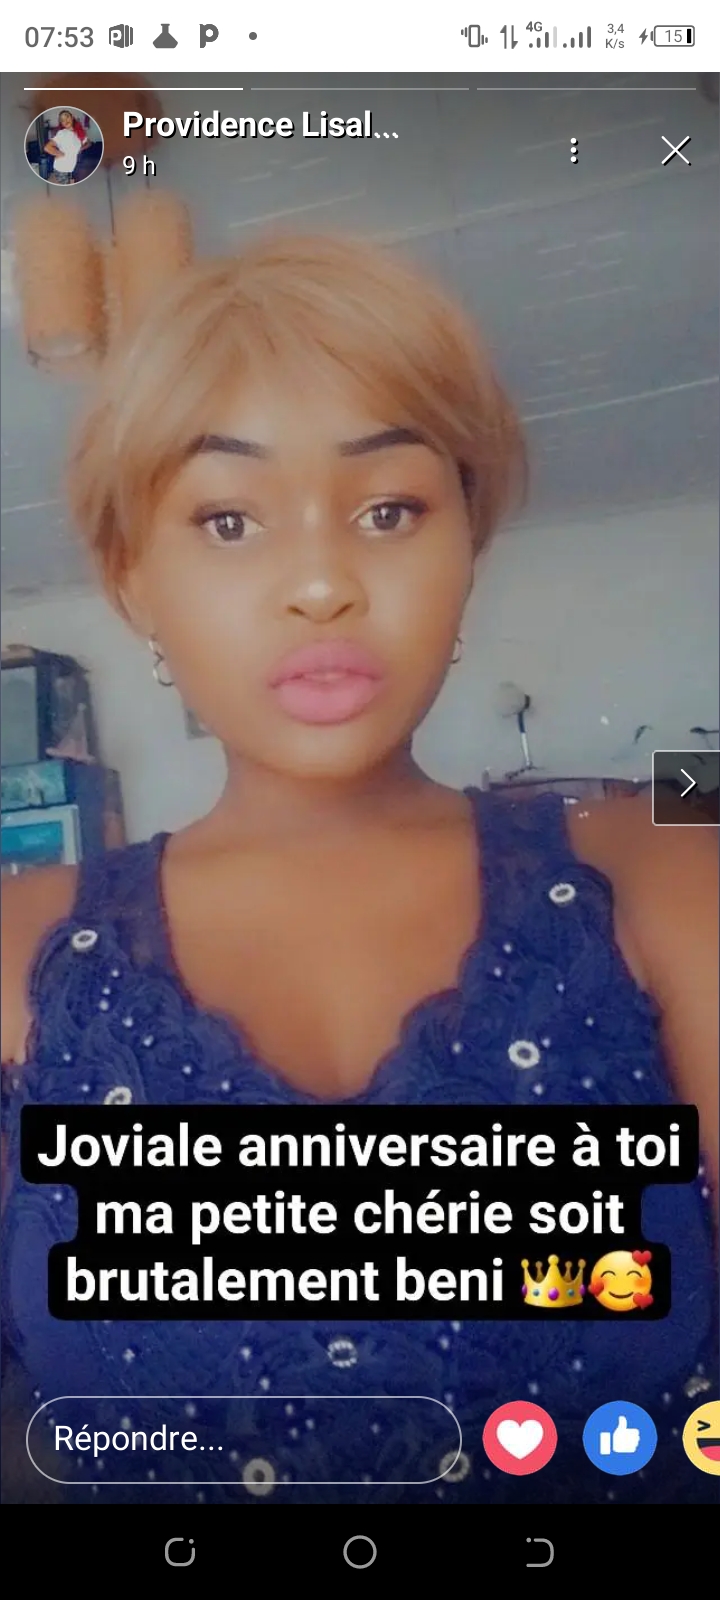 07:53
4G
3,4
K/s
15
Providence Lisal...
9 h
Joviale anniversaire à toi
ma petite chérie soit
brutalement beni 👑🥰
Répondre...